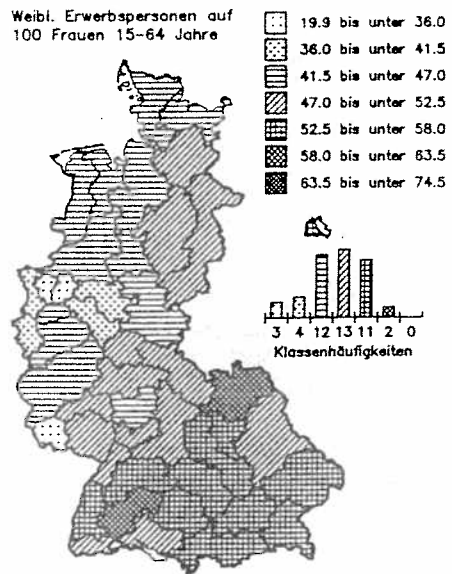 Weibl. Erwerbspersonen auf
100 Frauen 15-64 Jahre
19.9 bis unter 36.0
36.0 bis unter 41.5
41.5 bis unter 47.0
47.0 bis unter 52.5
52.5 bis unter 58.0
58.0 bis unter 63.5
63.5 bis unter 74.5
3 4 12 13 11 2 0
Klassenhäufigkeiten